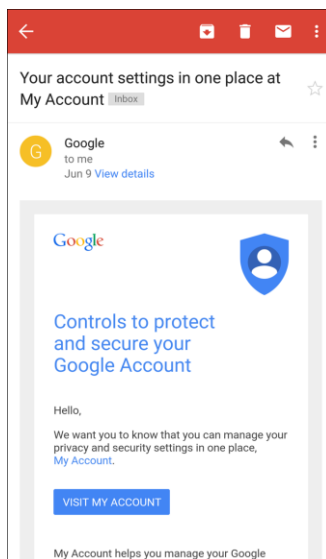 Your account settings in one place at
My Account Inbox
G
Google
to me
Jun 9 View details
Google
Controls to protect
and secure your
Google Account
Hello,
We want you to know that you can manage your
privacy and security settings in one place,
My Account.
VISIT MY ACCOUNT
My Account helps you manage your Google